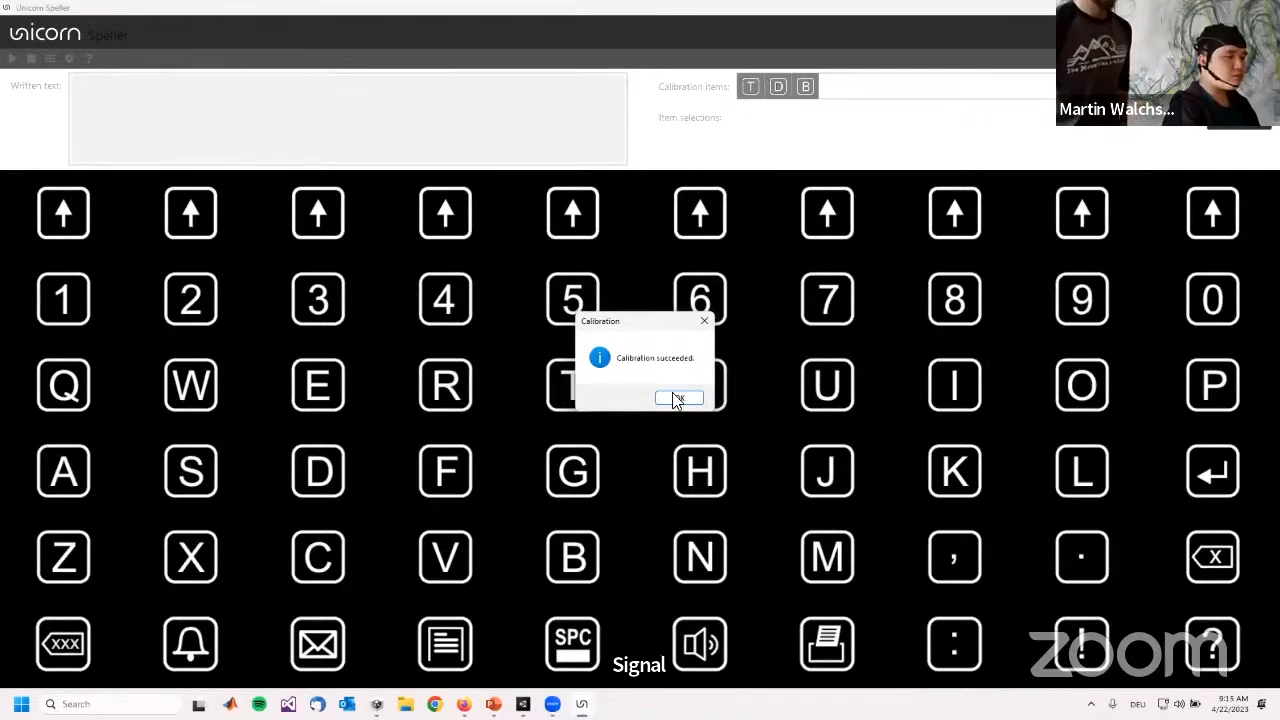 Unicorn Speller
unicorn Speller
Written text:
Calibration items: T D B
Item selections:
Martin Walchs...
1 2 3 4 5 6 7 8 9 0
Calibration
Calibration succeeded.
Q W E R T U I O P
A S D F G H J K L
Z X C V B N M , . X
XXX SPC : ! ?
Signal
zoom
Search
DEU
9:15 AM
4/22/2023